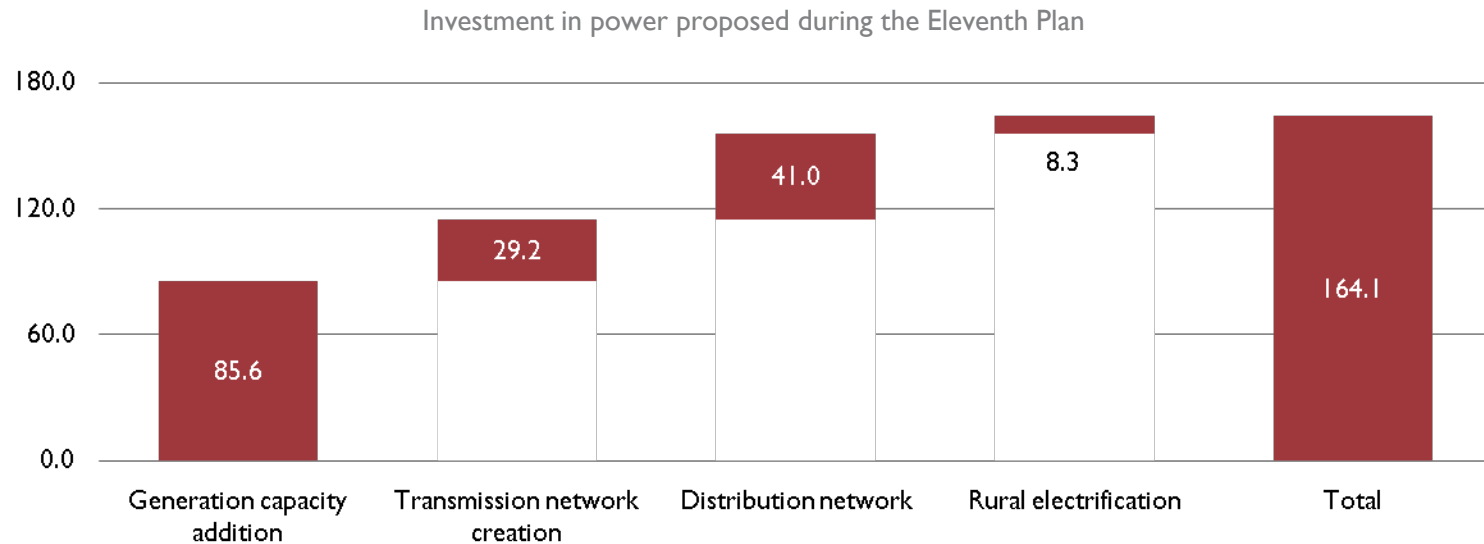 Investment in power proposed during the Eleventh Plan
180.0
120.0
60.0
0.0
85.6
29.2
41.0
8.3
164.1
Generation capacity
addition
Transmission network
creation
Distribution network
Rural electrification
Total